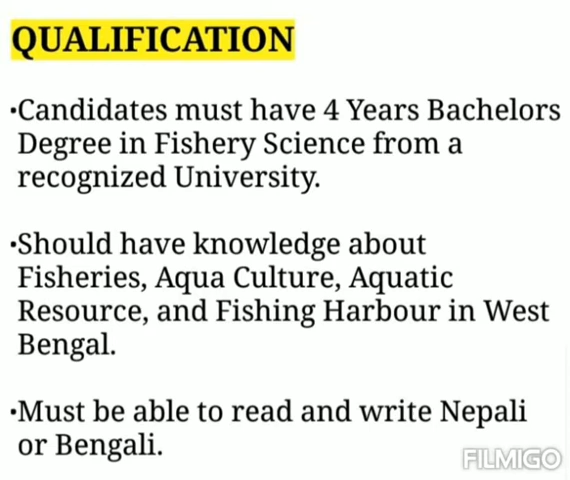 QUALIFICATION
•Candidates must have 4 Years Bachelors
Degree in Fishery Science from a
recognized University.
•Should have knowledge about
Fisheries, Aqua Culture, Aquatic
Resource, and Fishing Harbour in West
Bengal.
•Must be able to read and write Nepali
or Bengali.
FILMIGO